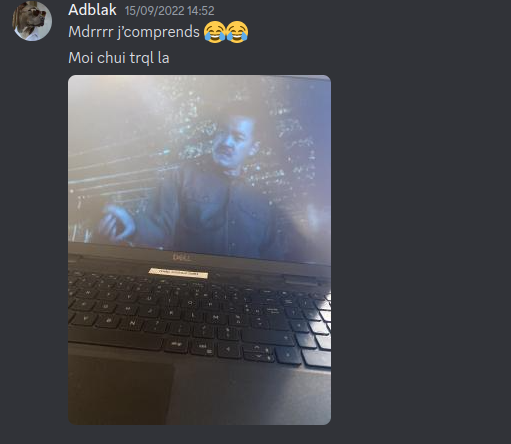 Adblak 15/09/2022 14:52
Mdrrrr j'comprends 😂😂
Moi chui trql la
DELL